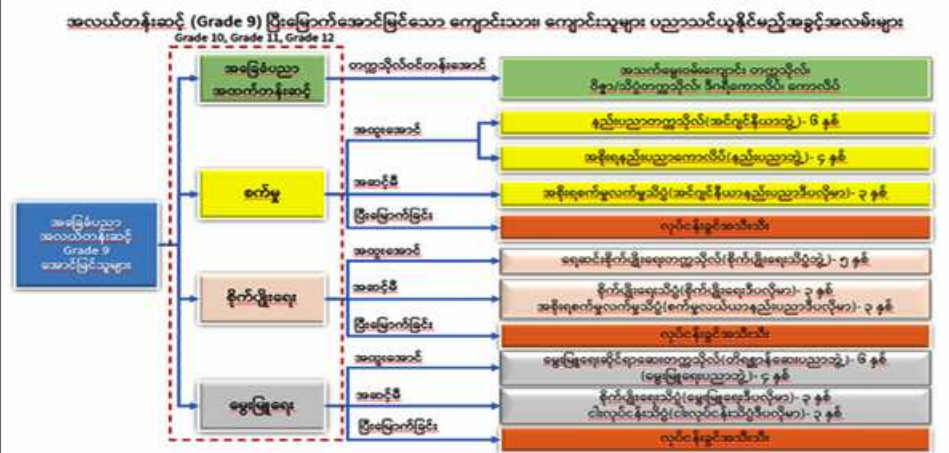 အလယ်တန်းဆင့် (Grade 9) ပြီးမြောက်အောင်မြင်သော ကျောင်းသား၊ ကျောင်းသူများ ပညာသင်ယူနိုင်မည့်အခွင့်အလမ်းများ
Grade 10, Grade 11, Grade 12
အခြေခံပညာ
အလယ်တန်းဆင့်
Grade 9
အောင်မြင်သူများ
အခြေခံပညာ
အထက်တန်းဆင့်
တက္ကသိုလ်ဝင်တန်းအောင်
အသက်မွေးဝမ်းကျောင်း တက္ကသိုလ်၊
ဝိဇ္ဇာ/သိပ္ပံတက္ကသိုလ်၊ ဒီဂရီကောလိပ်၊ ကောလိပ်
စက်မှု
အထူးအောင်
နည်းပညာတက္ကသိုလ်(အင်ဂျင်နီယာဘွဲ့)- ၆ နှစ်
အစိုးရနည်းပညာကောလိပ်(နည်းပညာဘွဲ့)- ၄ နှစ်
အဆင့်မီ
အစိုးရစက်မှုလက်မှုသိပ္ပံ(အင်ဂျင်နီယာနည်းပညာဒီပလိုမာ)- ၃ နှစ်
ပြီးမြောက်ခြင်း
လုပ်ငန်းခွင်အသီးသီး
စိုက်ပျိုးရေး
အထူးအောင်
ရေဆင်းစိုက်ပျိုးရေးတက္ကသိုလ်(စိုက်ပျိုးရေးသိပ္ပံဘွဲ့)- ၅ နှစ်
အဆင့်မီ
စိုက်ပျိုးရေးသိပ္ပံ(စိုက်ပျိုးရေးဒီပလိုမာ)- ၃ နှစ်
အစိုးရစက်မှုလက်မှုသိပ္ပံ(စက်မှုလယ်ယာနည်းပညာဒီပလိုမာ)- ၃ နှစ်
ပြီးမြောက်ခြင်း
လုပ်ငန်းခွင်အသီးသီး
မွေးမြူရေး
အထူးအောင်
မွေးမြူရေးဆိုင်ရာဆေးတက္ကသိုလ်(တိရစ္ဆာန်ဆေးပညာဘွဲ့)- ၆ နှစ်
(မွေးမြူရေးပညာဘွဲ့)- ၄ နှစ်
အဆင့်မီ
စိုက်ပျိုးရေးသိပ္ပံ(မွေးမြူရေးဒီပလိုမာ)- ၃ နှစ်
ငါးလုပ်ငန်းသိပ္ပံ(ငါးလုပ်ငန်းသိပ္ပံဒီပလိုမာ)- ၃ နှစ်
ပြီးမြောက်ခြင်း
လုပ်ငန်းခွင်အသီးသီး